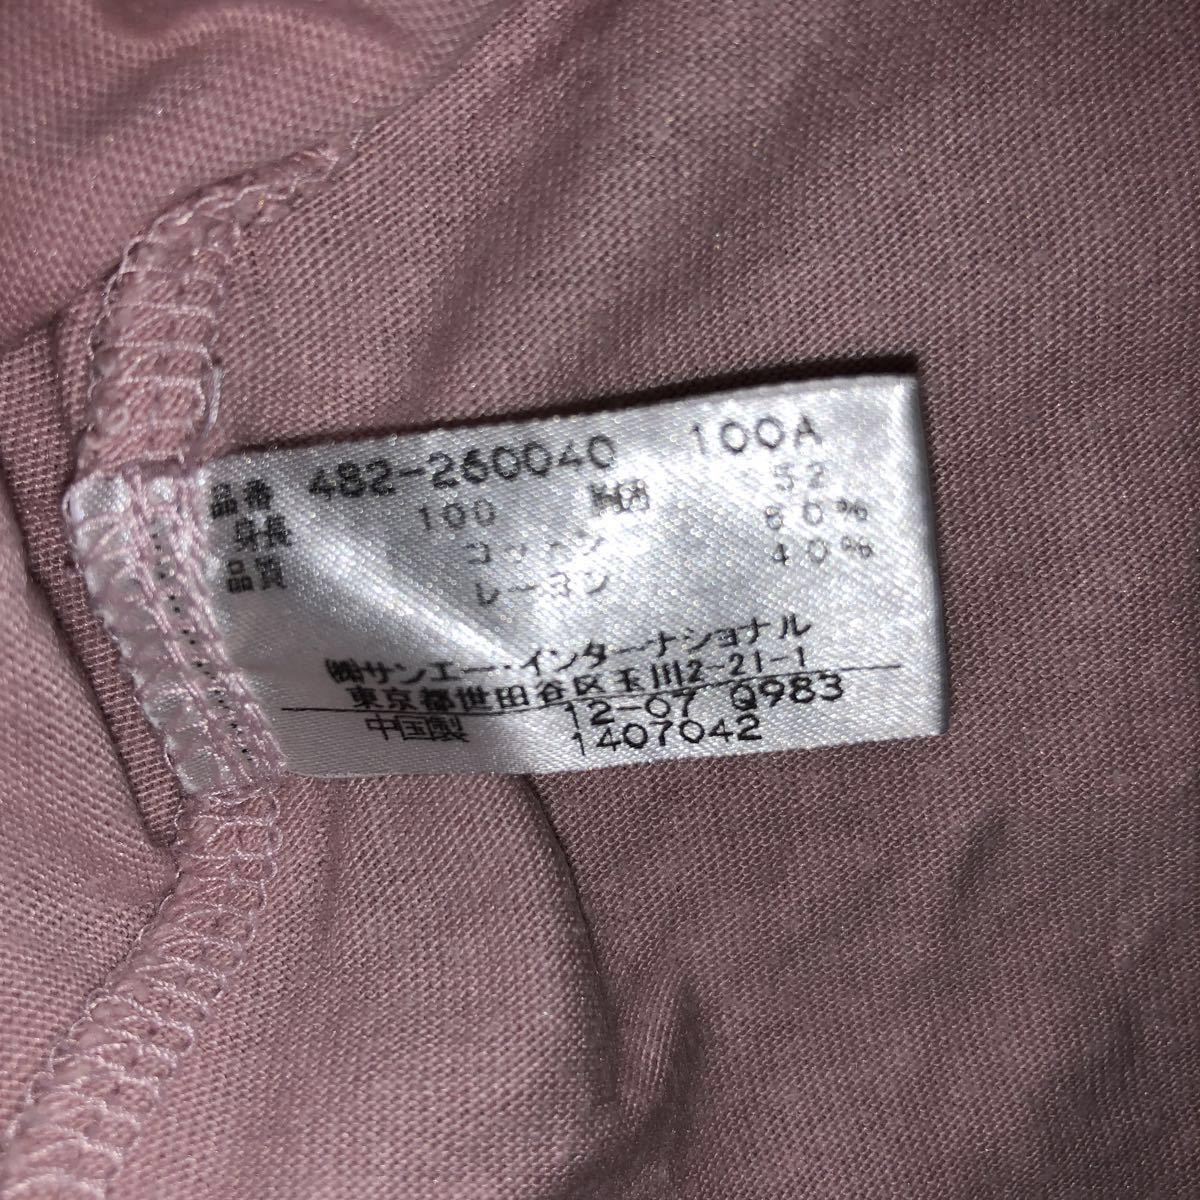 品番 482-260040 100A
身長 100 胸囲 52
品質 コットン 60%
レーヨン 40%
㈱サンエー・インターナショナル
東京都世田谷区玉川2-21-1
中国製 12-07 Q983
1407042